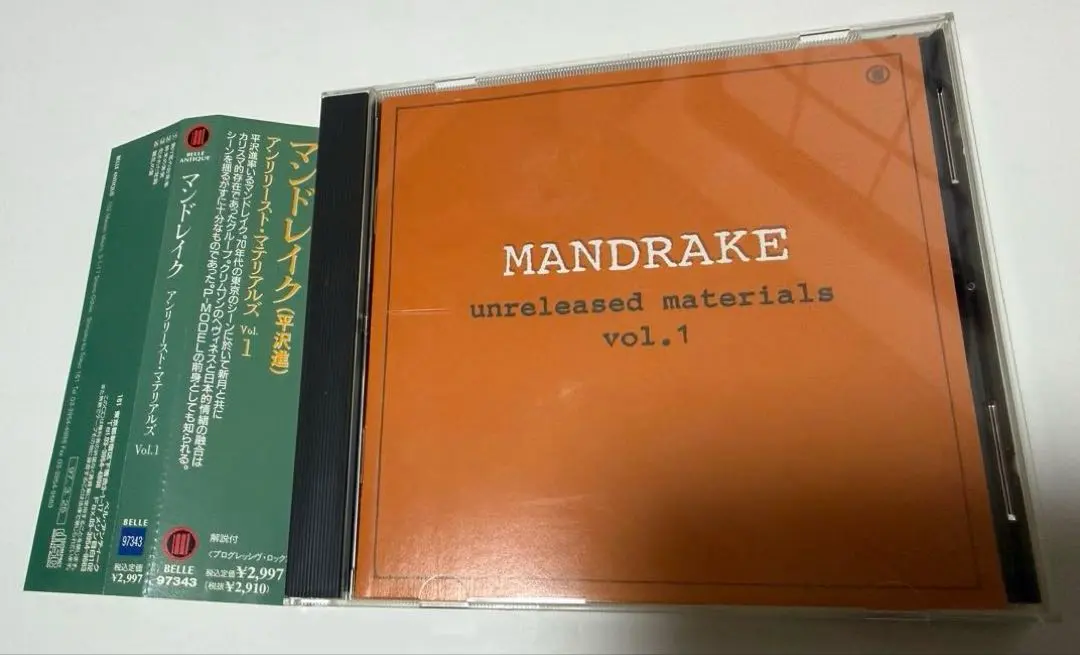 MANDRAKE
unreleased materials
vol.1
マンドレイク(平沢進)
アンリリースト・マテリアルズ Vol. 1
平沢進率いるマンドレイク。70年代の東京のシーンに於いて新月と共に
カリスマ的存在であったグループ。クリムゾンのヘヴィネスと日本的情緒の融合は
シーンを揺るがすに十分なものであった。P-MODELの前身としても知られる。
解説付
<プログレッシヴ・ロック
税込定価¥2,997
(税抜¥2,910)
BELLE ANTIQUE
BELLE
97343
マンドレイク アンリリースト・マテリアルズ Vol.1
BELLE
97343
税込定価
¥2,997
BELLE ANTIQUE